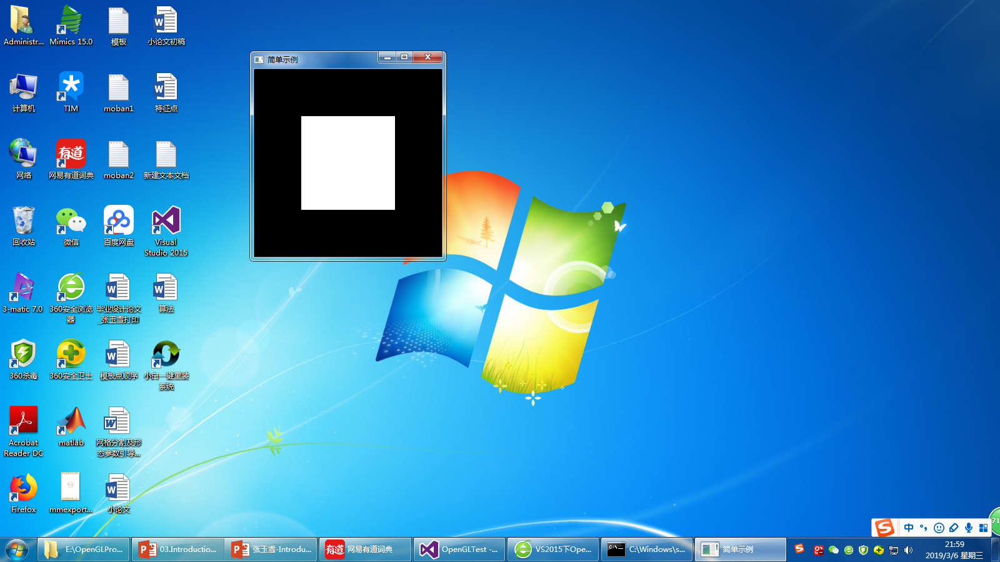 Administr...
Mimics 15.0
模板
小论文初稿
简单示例
计算机
TIM
moban1
特征点
网络
有道
网易有道词典
moban2
新建文本文档
回收站
微信
百度网盘
Visual
Studio 2015
3-matic 7.0
360安全浏览
器
毕业设计论文
_张玉雪打印
算法
360杀毒
360安全卫士
模板点顺序
小白一键重装
系统
Acrobat
Reader DC
matlab
网格分割及形
态参数引导...
Firefox
mmexport...
小论文
71
中
E:\OpenGLPro...
03.Introductio...
张玉雪-Introdu...
有道
网易有道词典
OpenGLTest -...
VS2015下Ope...
C:\Windows\s...
简单示例
21:59
2019/3/6 星期三